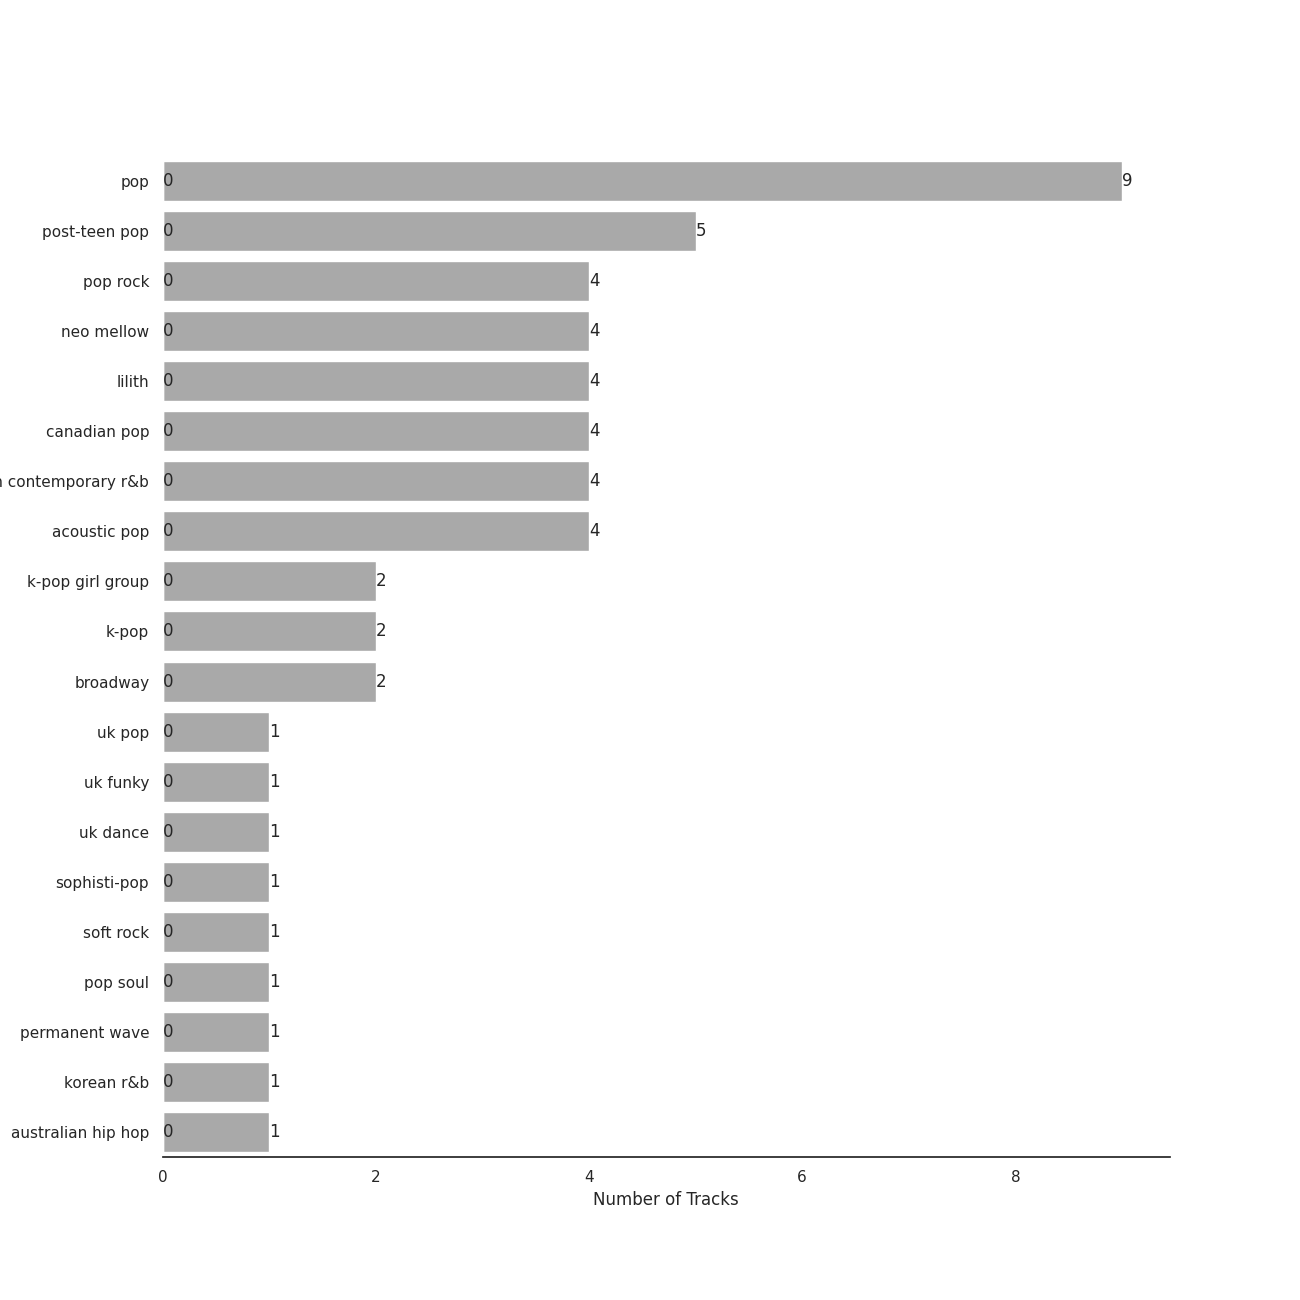 pop 0 9
post-teen pop 0 5
pop rock 0 4
neo mellow 0 4
lilith 0 4
canadian pop 0 4
contemporary r&b 0 4
acoustic pop 0 4
k-pop girl group 0 2
k-pop 0 2
broadway 0 2
uk pop 0 1
uk funky 0 1
uk dance 0 1
sophisti-pop 0 1
soft rock 0 1
pop soul 0 1
permanent wave 0 1
korean r&b 0 1
australian hip hop 0 1
0 2 4 6 8
Number of Tracks